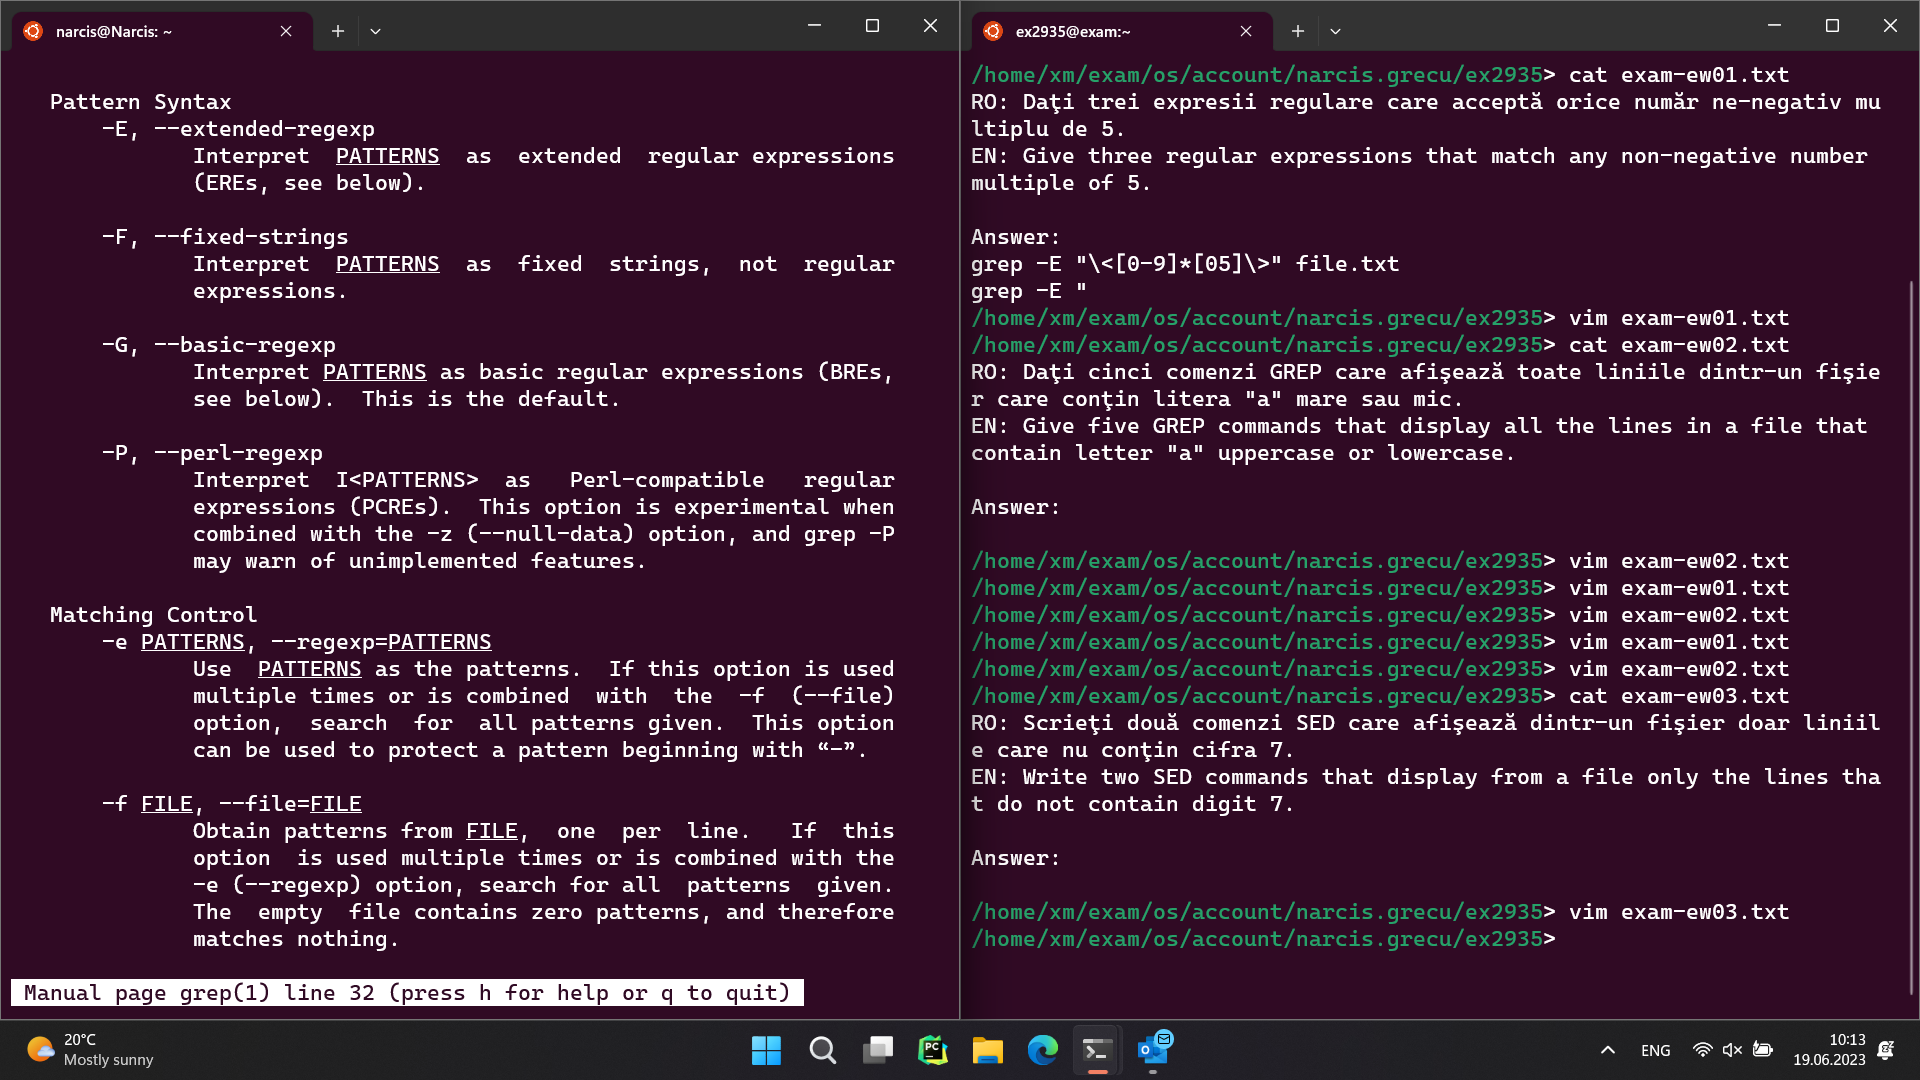 narcis@Narcis: ~
Pattern Syntax
-E, --extended-regexp
Interpret PATTERNS as extended regular expressions
(EREs, see below).
-F, --fixed-strings
Interpret PATTERNS as fixed strings, not regular
expressions.
-G, --basic-regexp
Interpret PATTERNS as basic regular expressions (BREs,
see below). This is the default.
-P, --perl-regexp
Interpret I<PATTERNS> as Perl-compatible regular
expressions (PCREs). This option is experimental when
combined with the -z (--null-data) option, and grep -P
may warn of unimplemented features.
Matching Control
-e PATTERNS, --regexp=PATTERNS
Use PATTERNS as the patterns. If this option is used
multiple times or is combined with the -f (--file)
option, search for all patterns given. This option
can be used to protect a pattern beginning with “-”.
-f FILE, --file=FILE
Obtain patterns from FILE, one per line. If this
option is used multiple times or is combined with the
-e (--regexp) option, search for all patterns given.
The empty file contains zero patterns, and therefore
matches nothing.
Manual page grep(1) line 32 (press h for help or q to quit)
ex2935@exam:~
/home/xm/exam/os/account/narcis.grecu/ex2935> cat exam-ew01.txt
RO: Daţi trei expresii regulare care acceptă orice număr ne-negativ mu
ltiplu de 5.
EN: Give three regular expressions that match any non-negative number
multiple of 5.
Answer:
grep -E "\<[0-9]*[05]\>" file.txt
grep -E "
/home/xm/exam/os/account/narcis.grecu/ex2935> vim exam-ew01.txt
/home/xm/exam/os/account/narcis.grecu/ex2935> cat exam-ew02.txt
RO: Daţi cinci comenzi GREP care afişează toate liniile dintr-un fişie
r care conţin litera "a" mare sau mic.
EN: Give five GREP commands that display all the lines in a file that
contain letter "a" uppercase or lowercase.
Answer:
/home/xm/exam/os/account/narcis.grecu/ex2935> vim exam-ew02.txt
/home/xm/exam/os/account/narcis.grecu/ex2935> vim exam-ew01.txt
/home/xm/exam/os/account/narcis.grecu/ex2935> vim exam-ew02.txt
/home/xm/exam/os/account/narcis.grecu/ex2935> vim exam-ew01.txt
/home/xm/exam/os/account/narcis.grecu/ex2935> vim exam-ew02.txt
/home/xm/exam/os/account/narcis.grecu/ex2935> cat exam-ew03.txt
RO: Scrieţi două comenzi SED care afişează dintr-un fişier doar liniil
e care nu conţin cifra 7.
EN: Write two SED commands that display from a file only the lines tha
t do not contain digit 7.
Answer:
/home/xm/exam/os/account/narcis.grecu/ex2935> vim exam-ew03.txt
/home/xm/exam/os/account/narcis.grecu/ex2935>
20°C
Mostly sunny
PC
ENG
10:13
19.06.2023